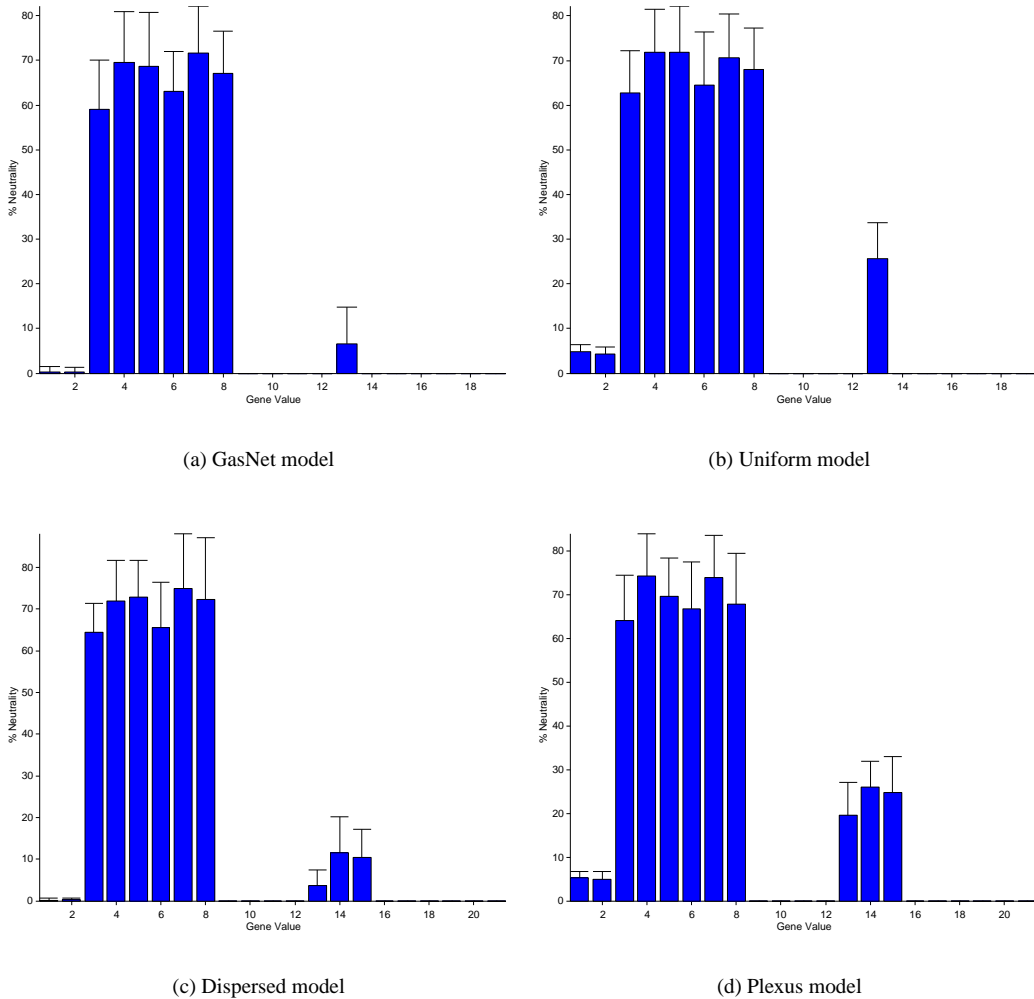 80
70
60
50
40
30
20
10
0
% Neutrality
2 4 6 8 10 12 14 16 18
Gene Value
(a) GasNet model
80
70
60
50
40
30
20
10
0
% Neutrality
2 4 6 8 10 12 14 16 18
Gene Value
(b) Uniform model
80
70
60
50
40
30
20
10
0
% Neutrality
2 4 6 8 10 12 14 16 18 20
Gene Value
(c) Dispersed model
80
70
60
50
40
30
20
10
0
% Neutrality
2 4 6 8 10 12 14 16 18 20
Gene Value
(d) Plexus model